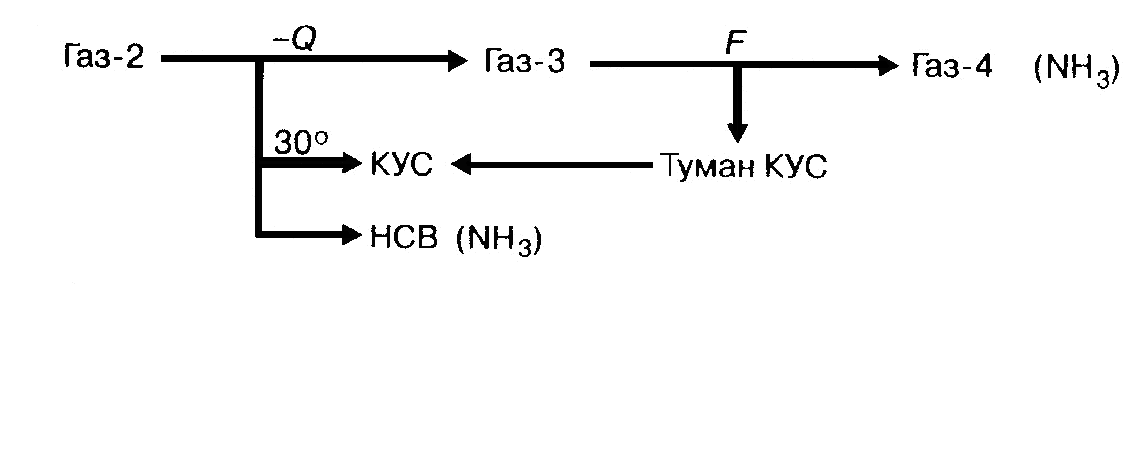 Газ-2 –Q Газ-3 F Газ-4 (NH₃)
30° КУС Туман КУС
НСВ (NH₃)